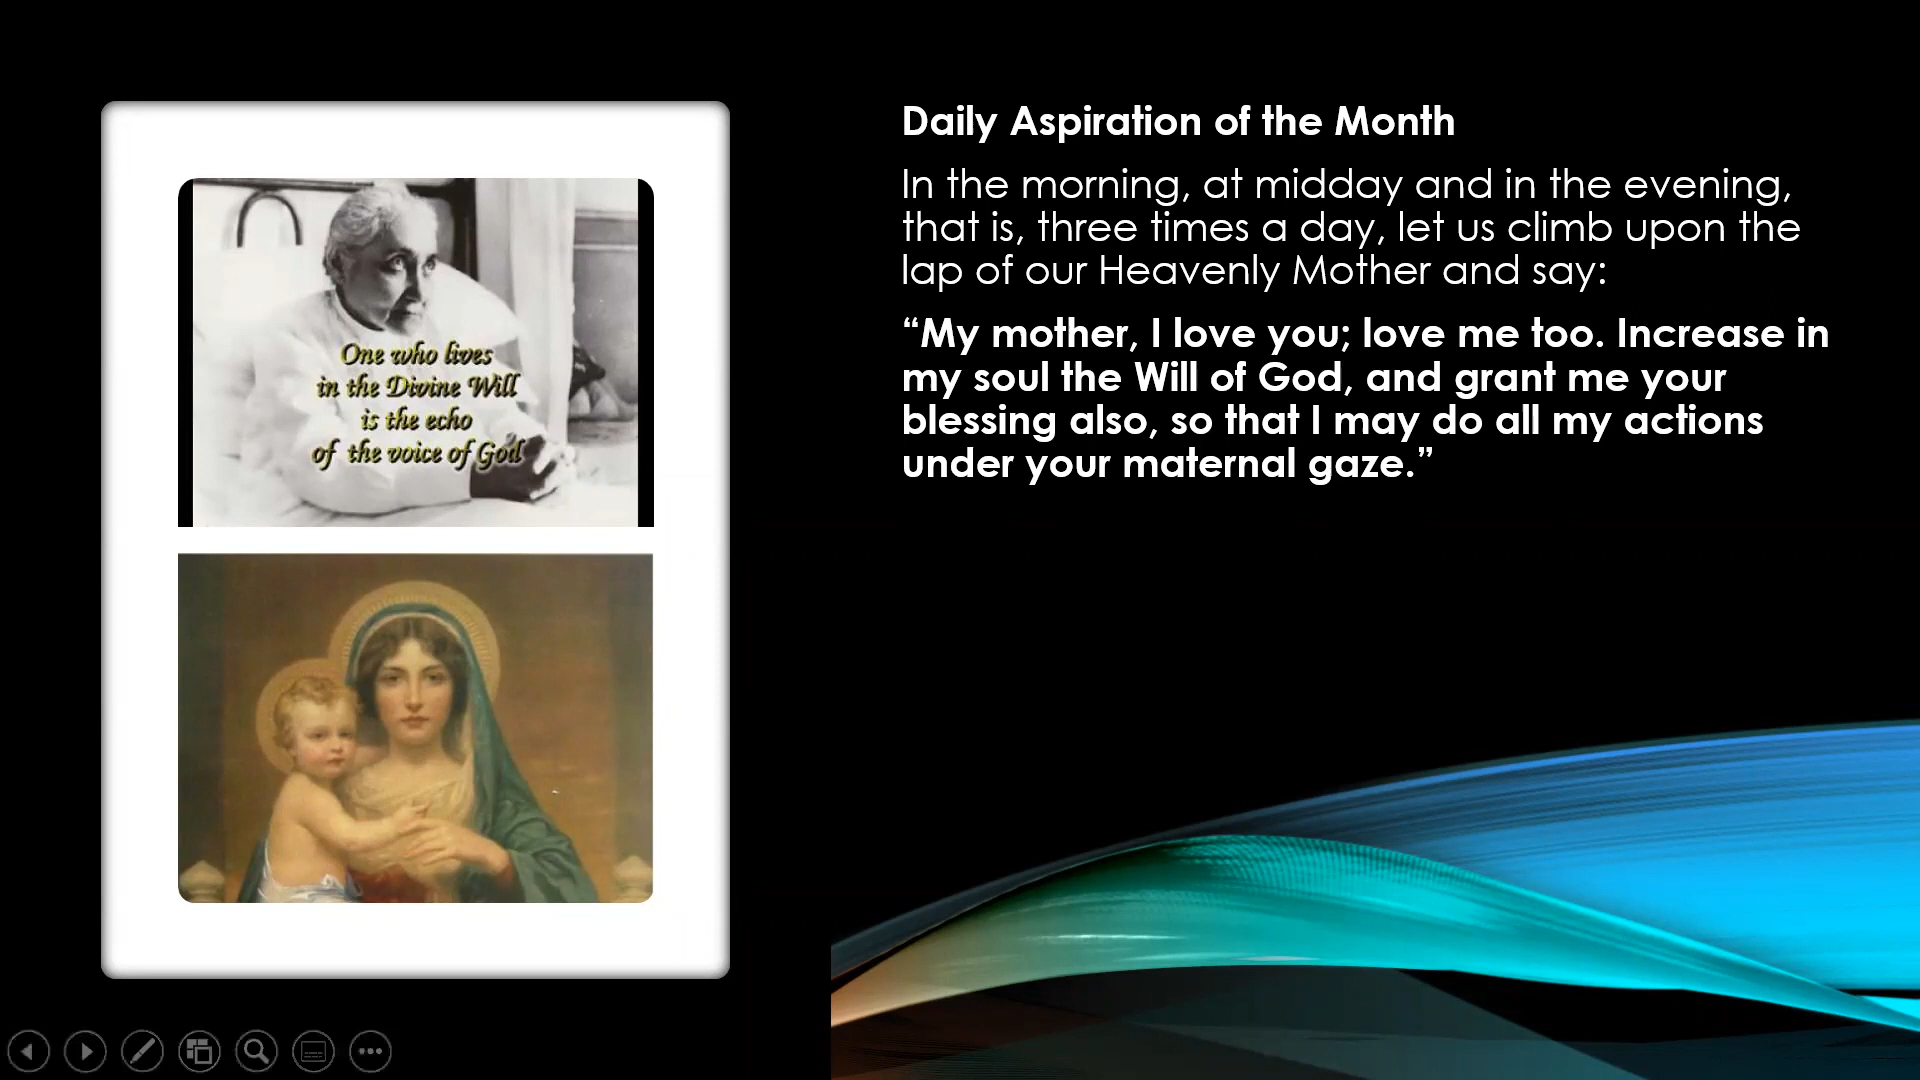 One who lives
in the Divine Will
is the echo
of the voice of God
Daily Aspiration of the Month
In the morning, at midday and in the evening,
that is, three times a day, let us climb upon the
lap of our Heavenly Mother and say:
“My mother, I love you; love me too. Increase in
my soul the Will of God, and grant me your
blessing also, so that I may do all my actions
under your maternal gaze.”